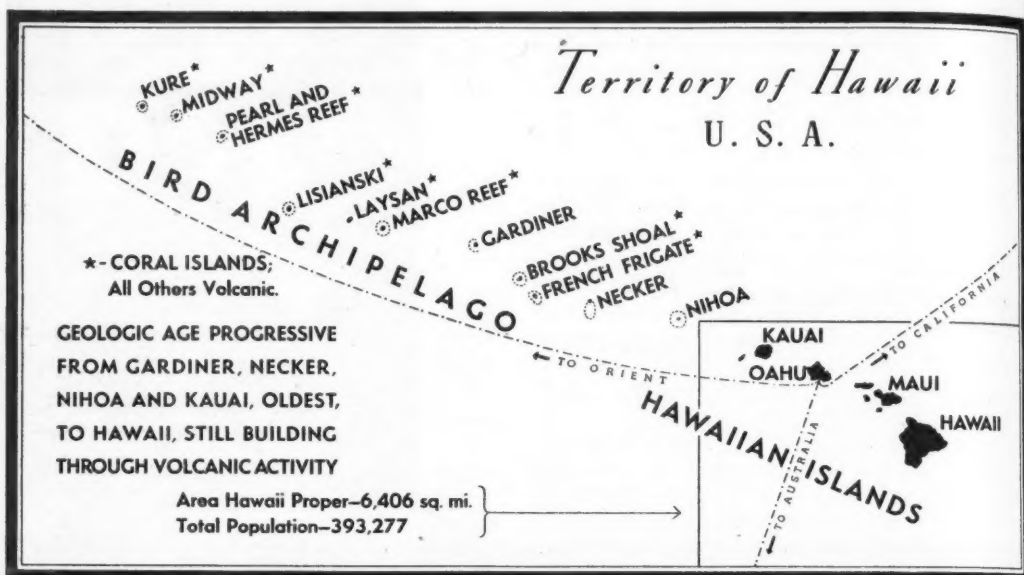 Territory of Hawaii
U. S. A.
KURE*
MIDWAY*
PEARL AND
HERMES REEF*
LISIANSKI*
LAYSAN*
MARCO REEF*
GARDINER
BROOKS SHOAL*
FRENCH FRIGATE*
NECKER
NIHOA
BIRD ARCHIPELAGO
★-CORAL ISLANDS;
All Others Volcanic.
GEOLOGIC AGE PROGRESSIVE
FROM GARDINER, NECKER,
NIHOA AND KAUAI, OLDEST,
TO HAWAII, STILL BUILDING
THROUGH VOLCANIC ACTIVITY
Area Hawaii Proper—6,406 sq. mi.
Total Population—393,277
KAUAI
OAHU
MAUI
HAWAII
← TO ORIENT
→ TO CALIFORNIA
← TO AUSTRALIA
HAWAIIAN ISLANDS